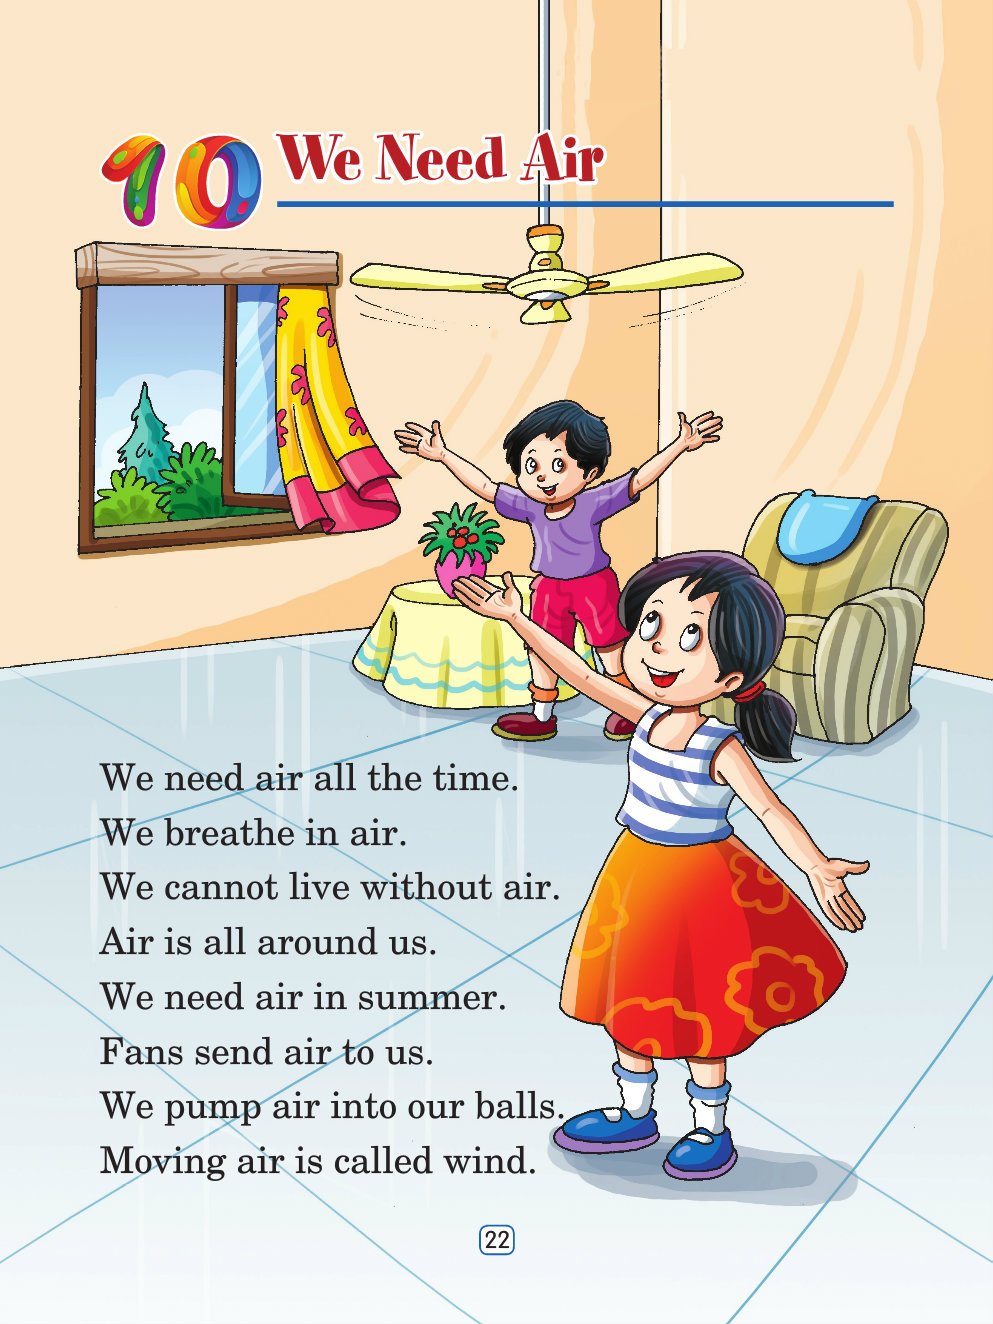 10 We Need Air
We need air all the time.
We breathe in air.
We cannot live without air.
Air is all around us.
We need air in summer.
Fans send air to us.
We pump air into our balls.
Moving air is called wind.
22